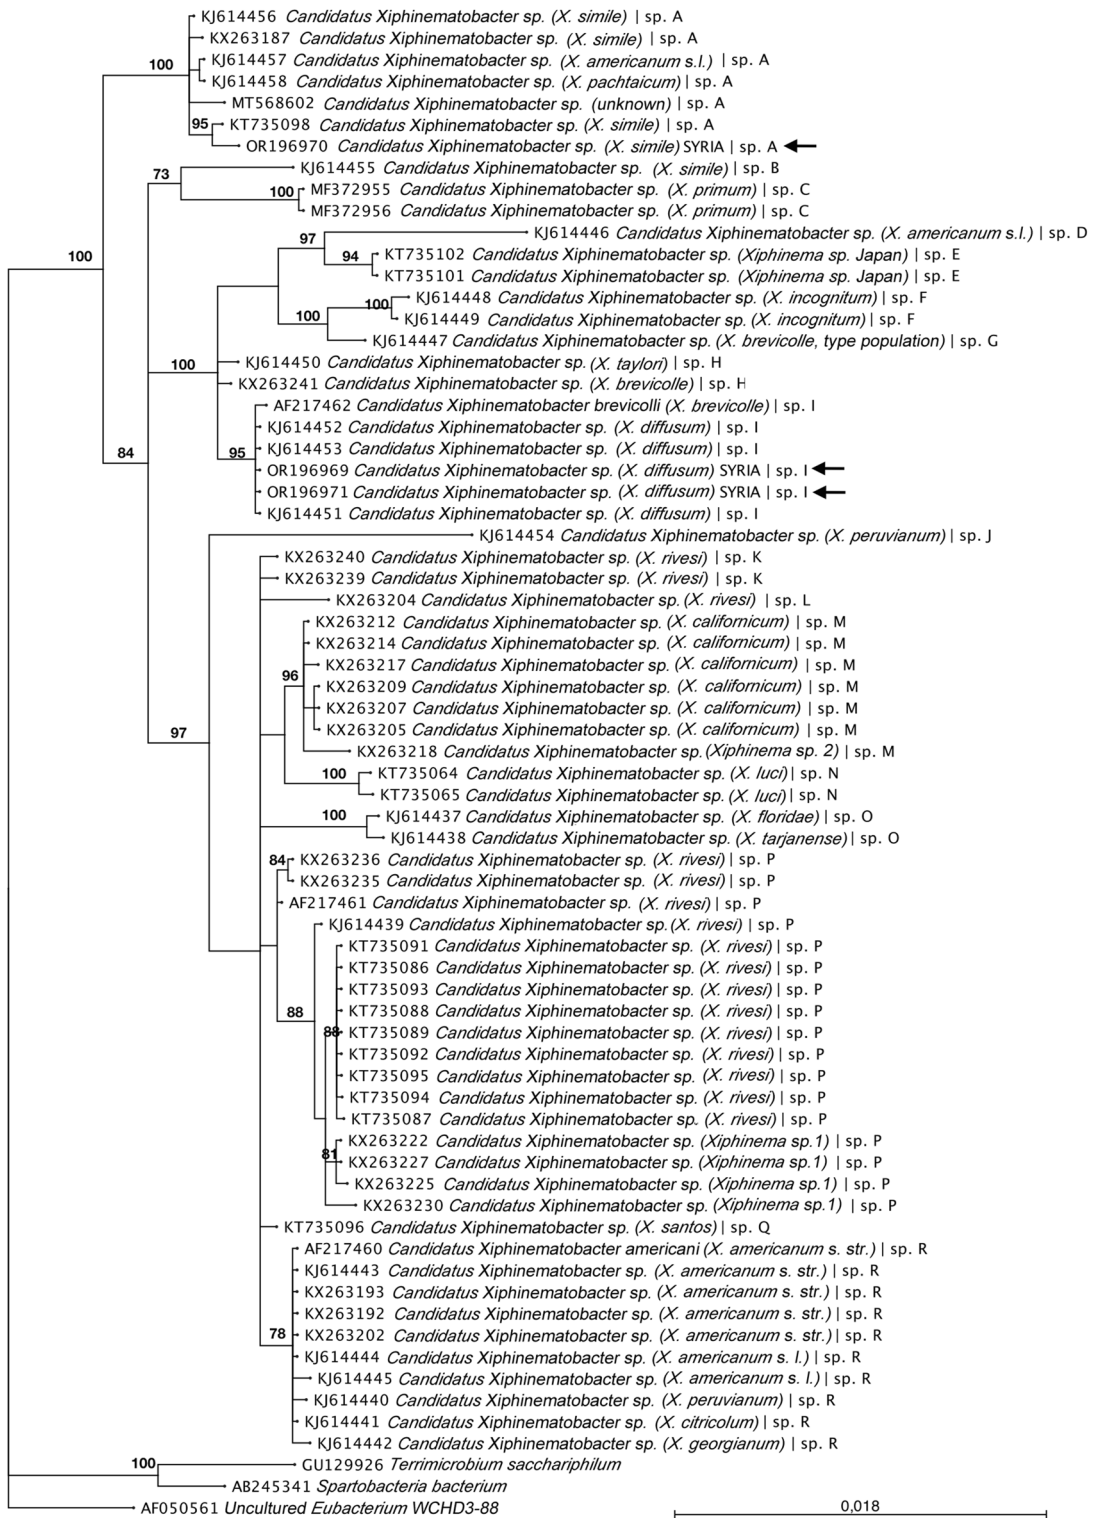 KJ614456 Candidatus Xiphinematobacter sp. (X. simile) | sp. A
KX263187 Candidatus Xiphinematobacter sp. (X. simile) | sp. A
100
KJ614457 Candidatus Xiphinematobacter sp. (X. americanum s.l.) | sp. A
KJ614458 Candidatus Xiphinematobacter sp. (X. pachtaicum) | sp. A
MT568602 Candidatus Xiphinematobacter sp. (unknown) | sp. A
95
KT735098 Candidatus Xiphinematobacter sp. (X. simile) | sp. A
OR196970 Candidatus Xiphinematobacter sp. (X. simile) SYRIA | sp. A
KJ614455 Candidatus Xiphinematobacter sp. (X. simile) | sp. B
73
100
MF372955 Candidatus Xiphinematobacter sp. (X. primum) | sp. C
MF372956 Candidatus Xiphinematobacter sp. (X. primum) | sp. C
KJ614446 Candidatus Xiphinematobacter sp. (X. americanum s.l.) | sp. D
97
100
94
KT735102 Candidatus Xiphinematobacter sp. (Xiphinema sp. Japan) | sp. E
KT735101 Candidatus Xiphinematobacter sp. (Xiphinema sp. Japan) | sp. E
KJ614448 Candidatus Xiphinematobacter sp. (X. incognitum) | sp. F
100
100
KJ614449 Candidatus Xiphinematobacter sp. (X. incognitum) | sp. F
KJ614447 Candidatus Xiphinematobacter sp. (X. brevicolle, type population) | sp. G
100
KJ614450 Candidatus Xiphinematobacter sp. (X. taylori) | sp. H
KX263241 Candidatus Xiphinematobacter sp. (X. brevicolle) | sp. H
AF217462 Candidatus Xiphinematobacter brevicolli (X. brevicolle) | sp. I
KJ614452 Candidatus Xiphinematobacter sp. (X. diffusum) | sp. I
84
95
KJ614453 Candidatus Xiphinematobacter sp. (X. diffusum) | sp. I
OR196969 Candidatus Xiphinematobacter sp. (X. diffusum) SYRIA | sp. I
OR196971 Candidatus Xiphinematobacter sp. (X. diffusum) SYRIA | sp. I
KJ614451 Candidatus Xiphinematobacter sp. (X. diffusum) | sp. I
KJ614454 Candidatus Xiphinematobacter sp. (X. peruvianum) | sp. J
KX263240 Candidatus Xiphinematobacter sp. (X. rivesi) | sp. K
KX263239 Candidatus Xiphinematobacter sp. (X. rivesi) | sp. K
KX263204 Candidatus Xiphinematobacter sp. (X. rivesi) | sp. L
KX263212 Candidatus Xiphinematobacter sp. (X. californicum) | sp. M
KX263214 Candidatus Xiphinematobacter sp. (X. californicum) | sp. M
KX263217 Candidatus Xiphinematobacter sp. (X. californicum) | sp. M
96
KX263209 Candidatus Xiphinematobacter sp. (X. californicum) | sp. M
KX263207 Candidatus Xiphinematobacter sp. (X. californicum) | sp. M
97
KX263205 Candidatus Xiphinematobacter sp. (X. californicum) | sp. M
KX263218 Candidatus Xiphinematobacter sp. (Xiphinema sp. 2) | sp. M
100
KT735064 Candidatus Xiphinematobacter sp. (X. luci) | sp. N
KT735065 Candidatus Xiphinematobacter sp. (X. luci) | sp. N
100
KJ614437 Candidatus Xiphinematobacter sp. (X. floridae) | sp. O
KJ614438 Candidatus Xiphinematobacter sp. (X. tarjanense) | sp. O
84
KX263236 Candidatus Xiphinematobacter sp. (X. rivesi) | sp. P
KX263235 Candidatus Xiphinematobacter sp. (X. rivesi) | sp. P
AF217461 Candidatus Xiphinematobacter sp. (X. rivesi) | sp. P
KJ614439 Candidatus Xiphinematobacter sp. (X. rivesi) | sp. P
KT735091 Candidatus Xiphinematobacter sp. (X. rivesi) | sp. P
KT735086 Candidatus Xiphinematobacter sp. (X. rivesi) | sp. P
KT735093 Candidatus Xiphinematobacter sp. (X. rivesi) | sp. P
88
KT735088 Candidatus Xiphinematobacter sp. (X. rivesi) | sp. P
88
KT735089 Candidatus Xiphinematobacter sp. (X. rivesi) | sp. P
KT735092 Candidatus Xiphinematobacter sp. (X. rivesi) | sp. P
KT735095 Candidatus Xiphinematobacter sp. (X. rivesi) | sp. P
KT735094 Candidatus Xiphinematobacter sp. (X. rivesi) | sp. P
KT735087 Candidatus Xiphinematobacter sp. (X. rivesi) | sp. P
KX263222 Candidatus Xiphinematobacter sp. (Xiphinema sp.1) | sp. P
81
KX263227 Candidatus Xiphinematobacter sp. (Xiphinema sp.1) | sp. P
KX263225 Candidatus Xiphinematobacter sp. (Xiphinema sp.1) | sp. P
KX263230 Candidatus Xiphinematobacter sp. (Xiphinema sp.1) | sp. P
KT735096 Candidatus Xiphinematobacter sp. (X. santos) | sp. Q
AF217460 Candidatus Xiphinematobacter americani (X. americanum s. str.) | sp. R
KJ614443 Candidatus Xiphinematobacter sp. (X. americanum s. str.) | sp. R
KX263193 Candidatus Xiphinematobacter sp. (X. americanum s. str.) | sp. R
KX263192 Candidatus Xiphinematobacter sp. (X. americanum s. str.) | sp. R
78
KX263202 Candidatus Xiphinematobacter sp. (X. americanum s. str.) | sp. R
KJ614444 Candidatus Xiphinematobacter sp. (X. americanum s. l.) | sp. R
KJ614445 Candidatus Xiphinematobacter sp. (X. americanum s. l.) | sp. R
KJ614440 Candidatus Xiphinematobacter sp. (X. peruvianum) | sp. R
KJ614441 Candidatus Xiphinematobacter sp. (X. citricolum) | sp. R
KJ614442 Candidatus Xiphinematobacter sp. (X. georgianum) | sp. R
100
GU129926 Terrimicrobium sacchariphilum
AB245341 Spartobacteria bacterium
AF050561 Uncultured Eubacterium WCHD3-88
0,018